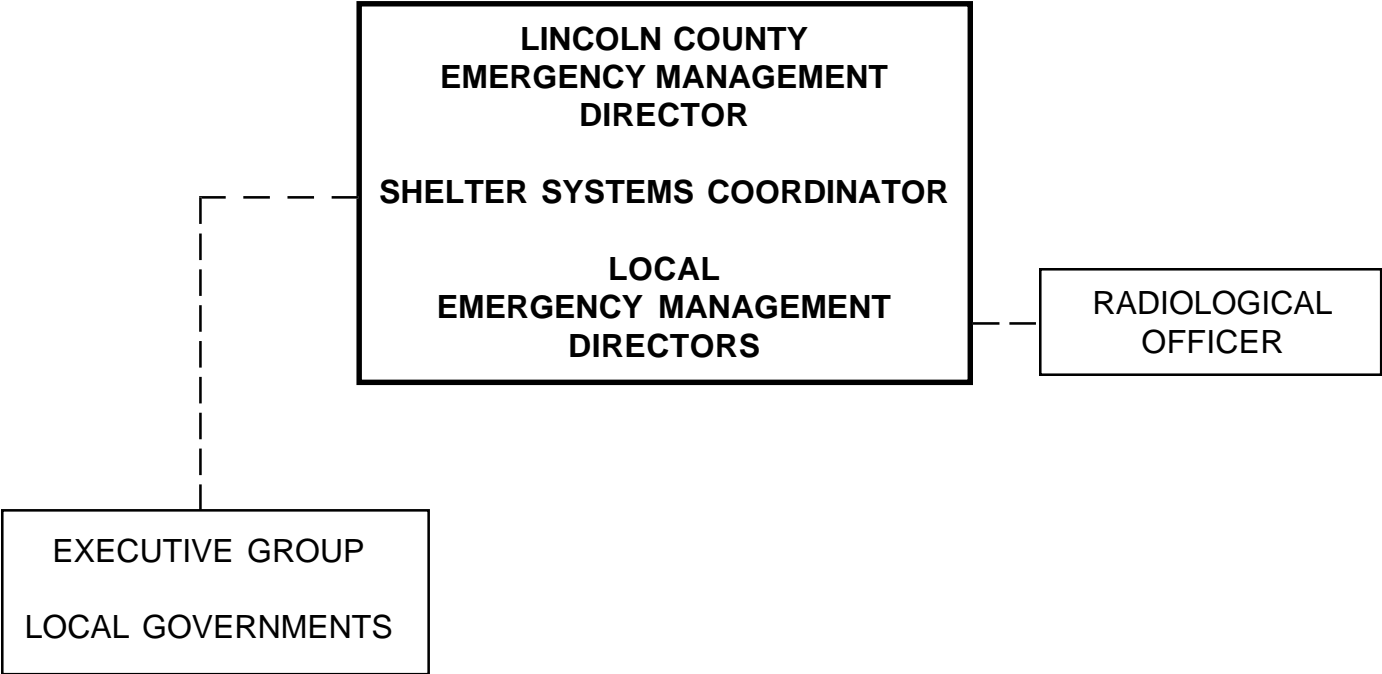 LINCOLN COUNTY
EMERGENCY MANAGEMENT
DIRECTOR
SHELTER SYSTEMS COORDINATOR
LOCAL
EMERGENCY MANAGEMENT
DIRECTORS
RADIOLOGICAL
OFFICER
EXECUTIVE GROUP
LOCAL GOVERNMENTS